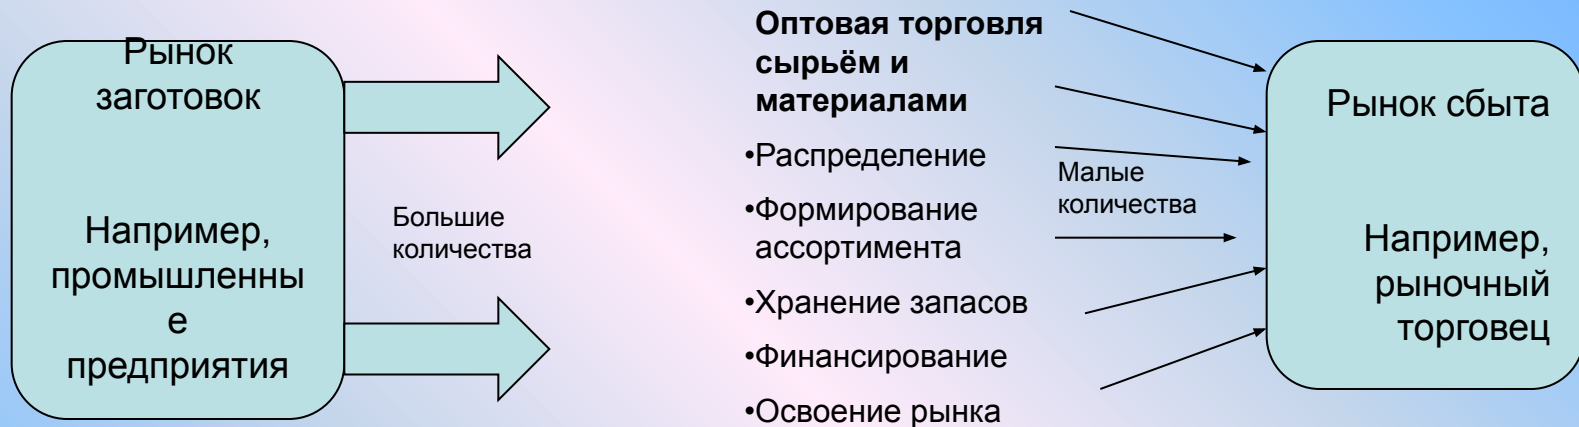 Рынок
заготовок
Например,
промышленны
е
предприятия
Большие
количества
Оптовая торговля
сырьём и
материалами
•Распределение
•Формирование
ассортимента
•Хранение запасов
•Финансирование
•Освоение рынка
Малые
количества
Рынок сбыта
Например,
рыночный
торговец